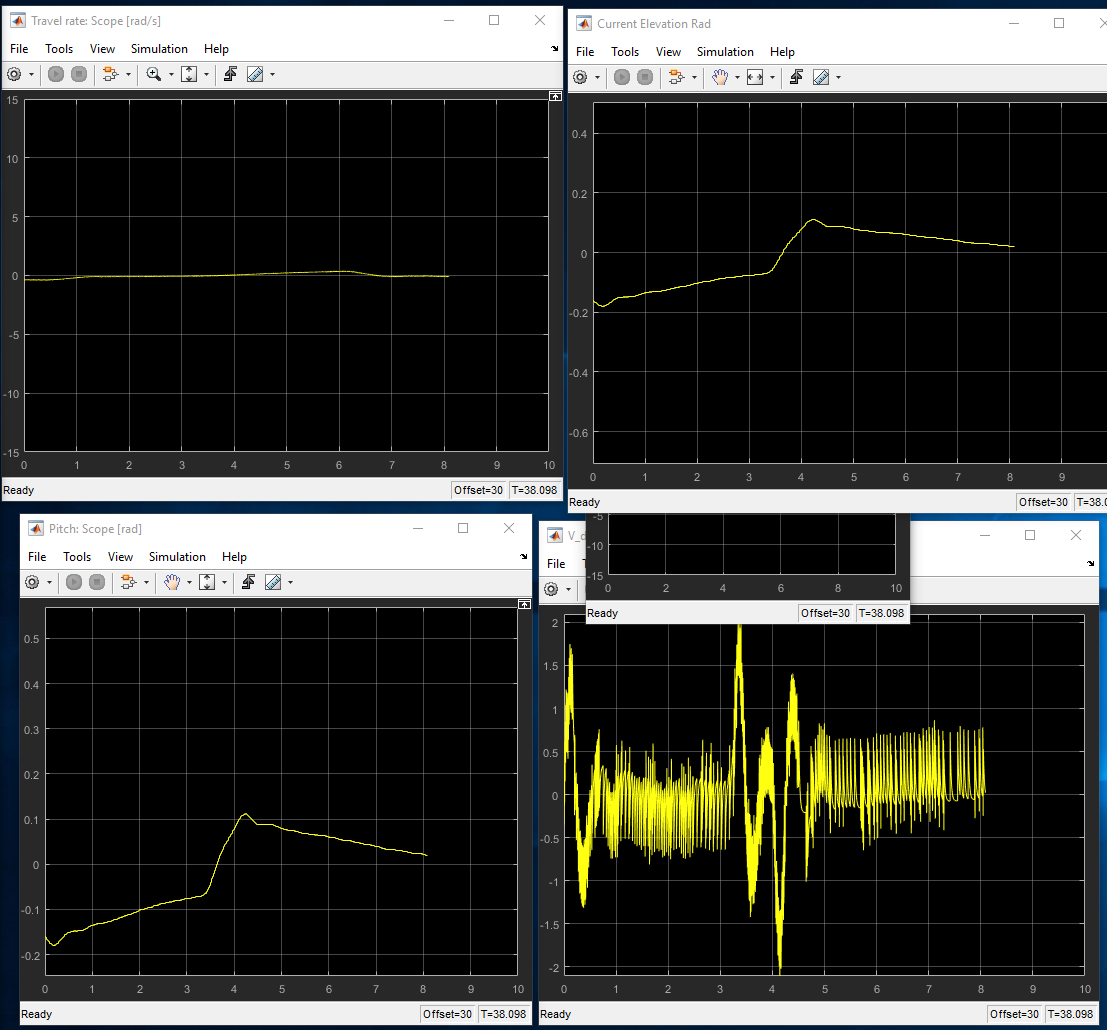 Travel rate: Scope [rad/s]
File Tools View Simulation Help
15
10
5
0
-5
-10
-15
0 1 2 3 4 5 6 7 8 9 10
Ready Offset=30 T=38.098
Current Elevation Rad
File Tools View Simulation Help
0.4
0.2
0
-0.2
-0.4
-0.6
0 1 2 3 4 5 6 7 8 9
Ready Offset=30 T=38.0
Pitch: Scope [rad]
File Tools View Simulation Help
0.5
0.4
0.3
0.2
0.1
0
-0.1
-0.2
0 1 2 3 4 5 6 7 8 9 10
Ready Offset=30 T=38.098
-5
-10
-15
0 2 4 6 8 10
Ready Offset=30 T=38.098
File
2
1.5
1
0.5
0
-0.5
-1
-1.5
-2
0 1 2 3 4 5 6 7 8 9 10
Ready Offset=30 T=38.098